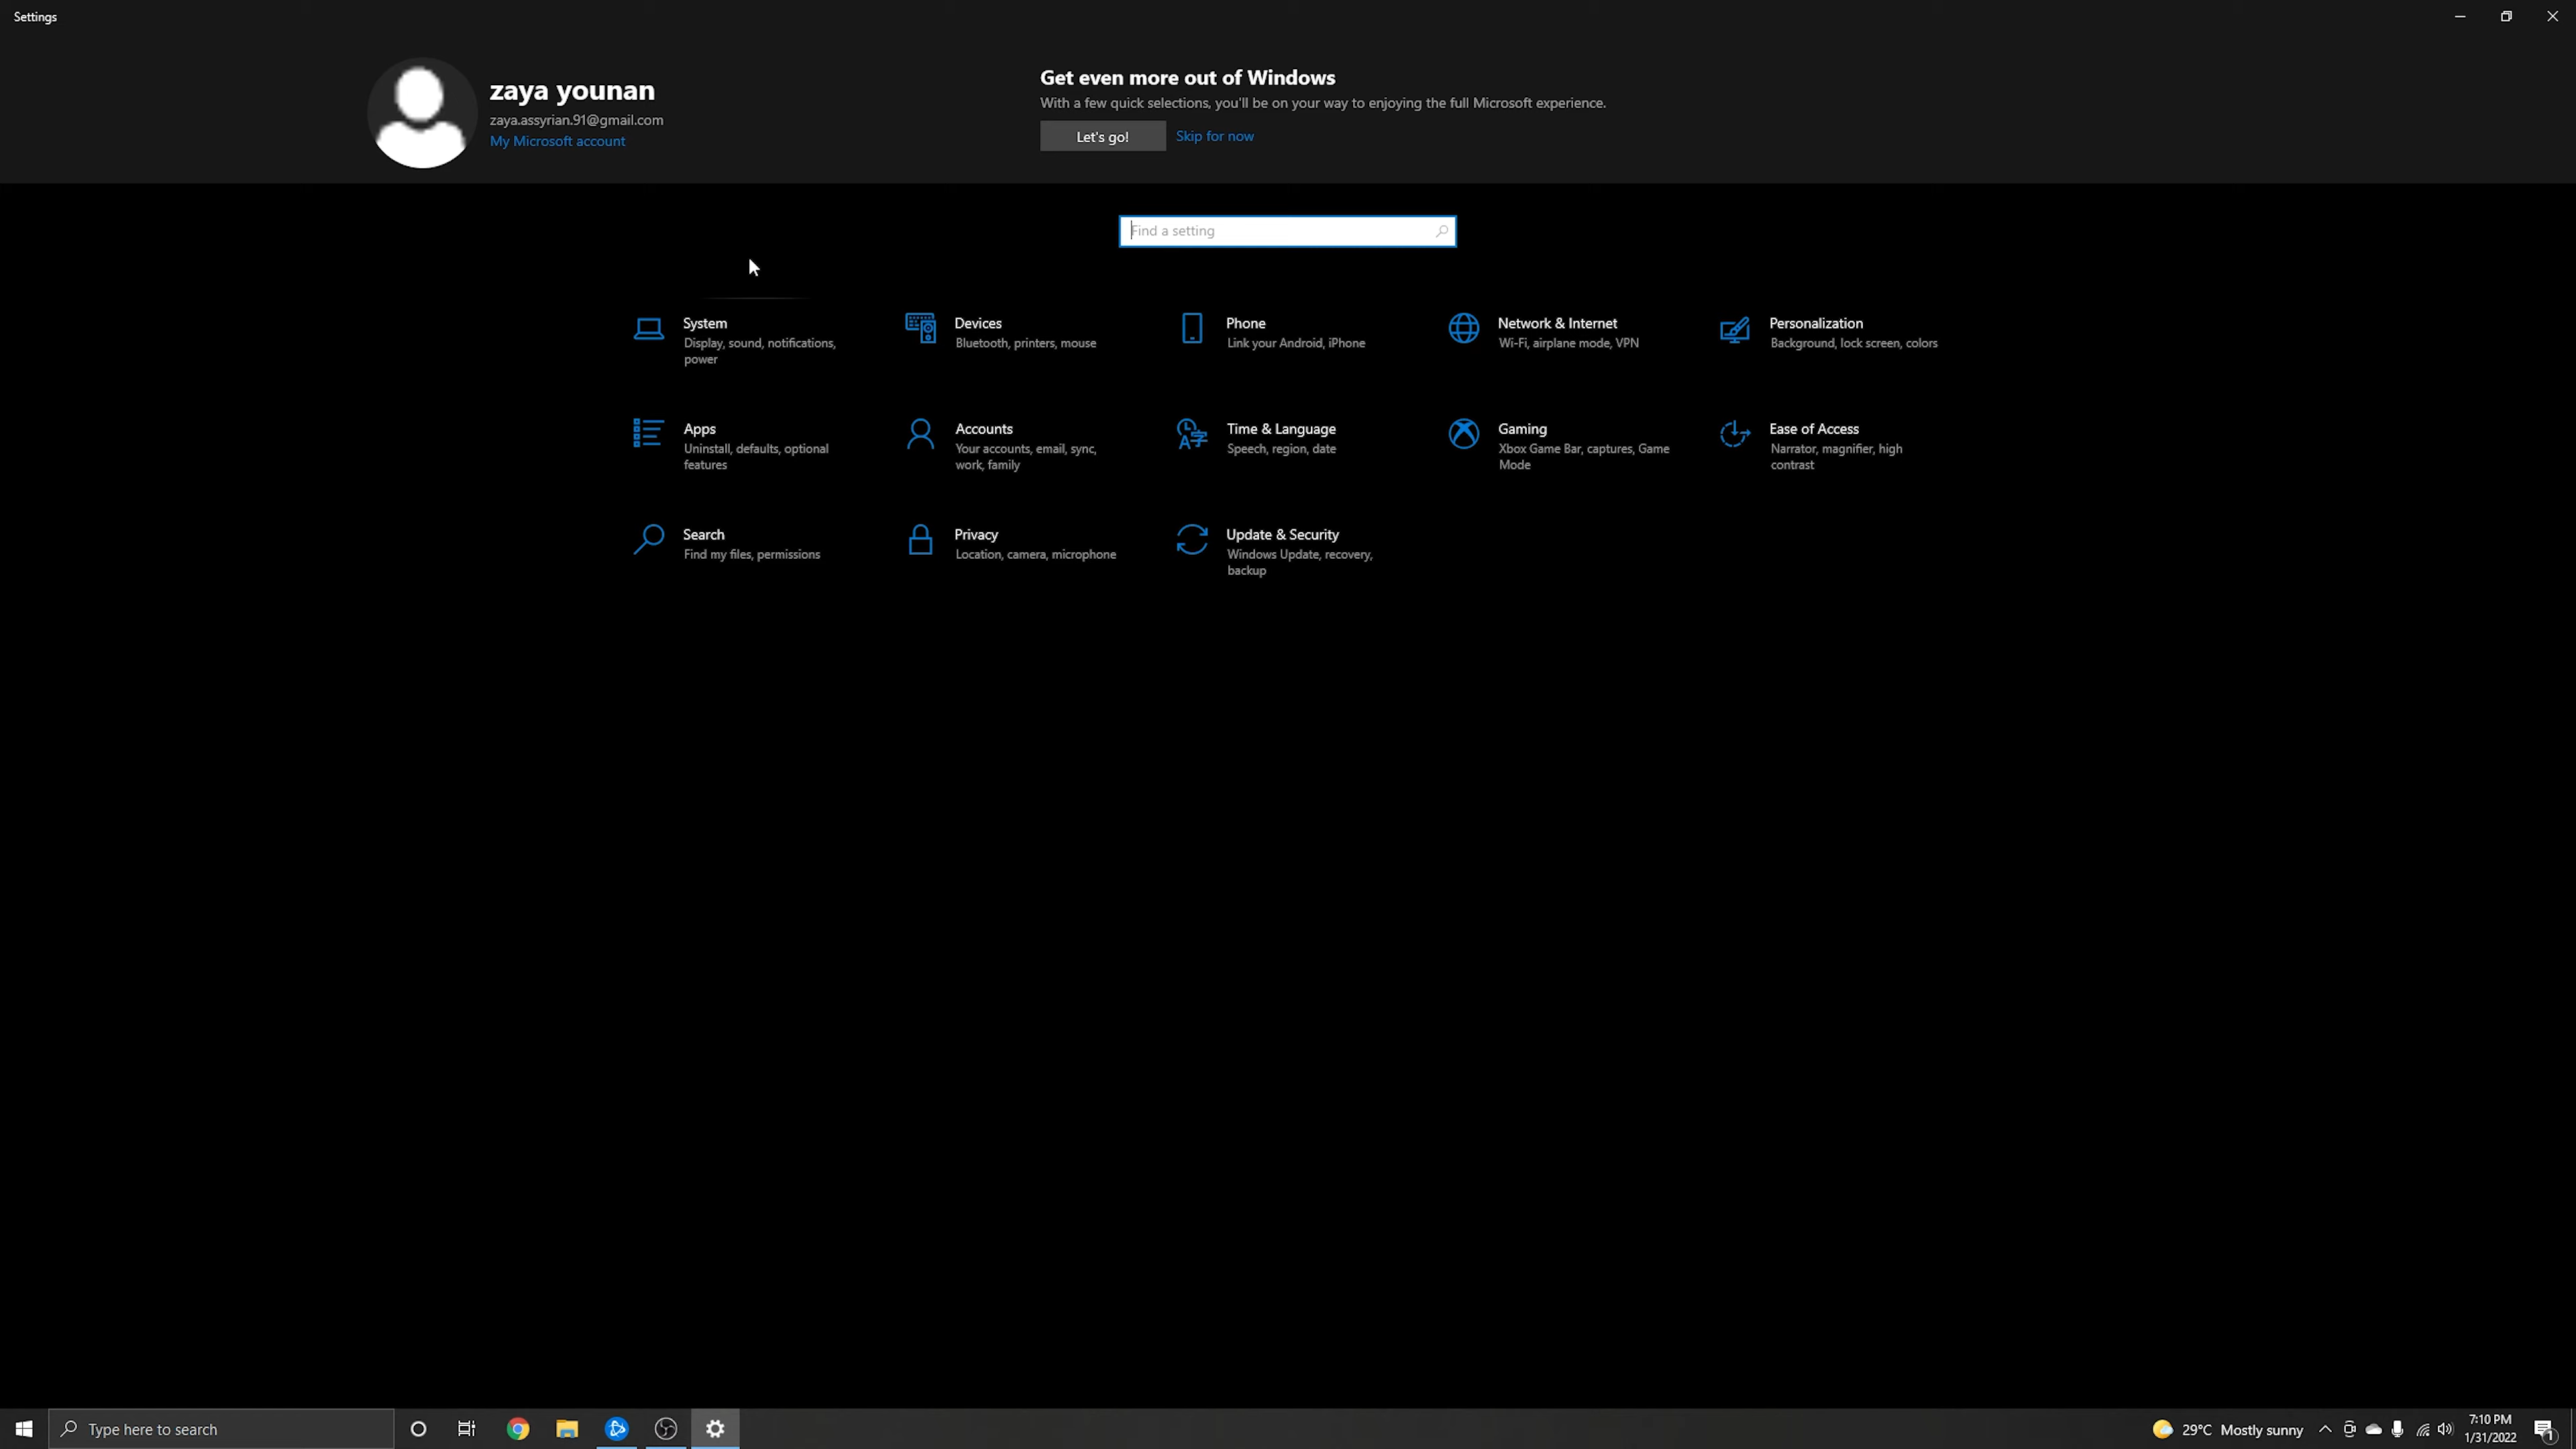 Settings
zaya younan
zaya.assyrian.91@gmail.com
My Microsoft account
Get even more out of Windows
With a few quick selections, you'll be on your way to enjoying the full Microsoft experience.
Let's go! Skip for now
Find a setting
System
Display, sound, notifications,
power
Devices
Bluetooth, printers, mouse
Phone
Link your Android, iPhone
Network & Internet
Wi-Fi, airplane mode, VPN
Personalization
Background, lock screen, colors
Apps
Uninstall, defaults, optional
features
Accounts
Your accounts, email, sync,
work, family
Time & Language
Speech, region, date
Gaming
Xbox Game Bar, captures, Game
Mode
Ease of Access
Narrator, magnifier, high
contrast
Search
Find my files, permissions
Privacy
Location, camera, microphone
Update & Security
Windows Update, recovery,
backup
Type here to search
29°C Mostly sunny
7:10 PM
1/31/2022
1